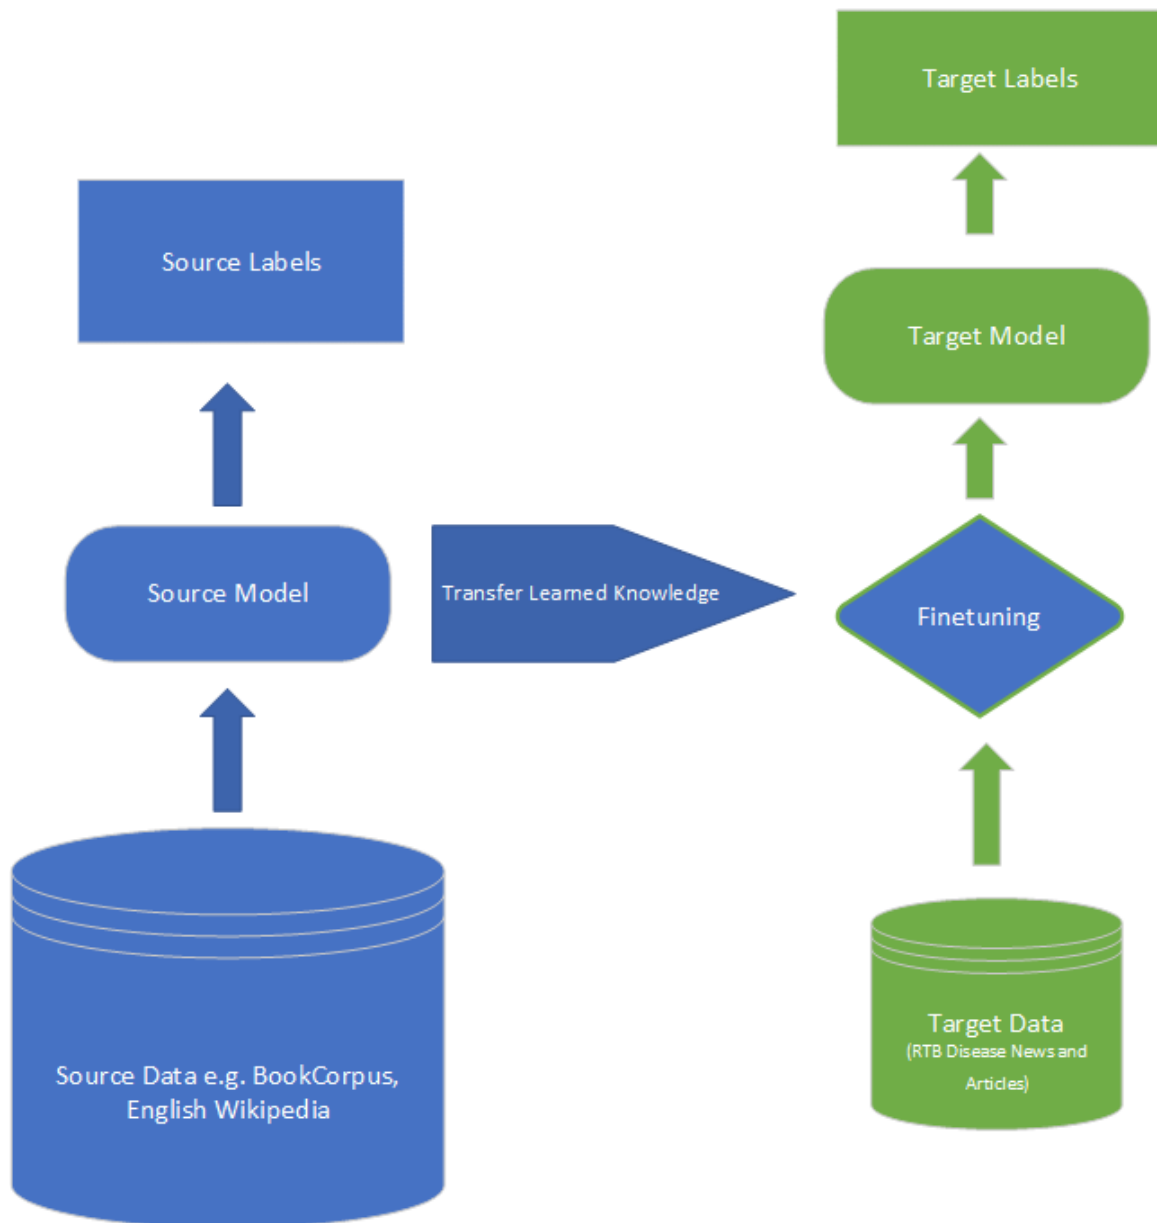 Target Labels
Source Labels
Target Model
Source Model
Transfer Learned Knowledge
Finetuning
Source Data e.g. BookCorpus,
English Wikipedia
Target Data
(RTB Disease News and
Articles)